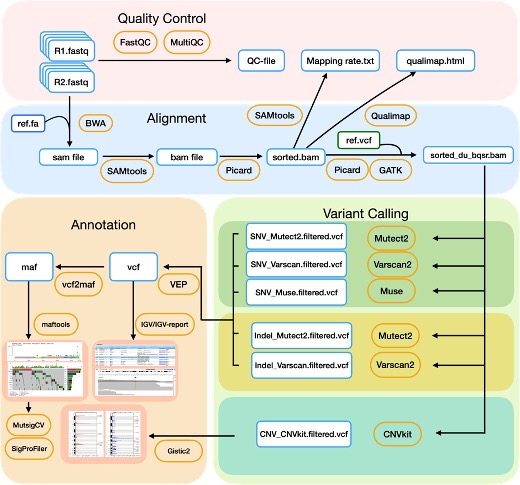 Quality Control
R1.fastq
R2.fastq
FastQC
MultiQC
QC-file
Mapping rate.txt
qualimap.html
Alignment
ref.fa
BWA
SAMtools
Qualimap
ref.vcf
sam file
bam file
sorted.bam
sorted_du_bqsr.bam
SAMtools
Picard
Picard
GATK
Annotation
maf
vcf
vcf2maf
VEP
maftools
IGV/IGV-report
MutsigCV
SigProFiler
Gistic2
Variant Calling
SNV_Mutect2.filtered.vcf
Mutect2
SNV_Varscan.filtered.vcf
Varscan2
SNV_Muse.filtered.vcf
Muse
Indel_Mutect2.filtered.vcf
Mutect2
Indel_Varscan.filtered.vcf
Varscan2
CNV_CNVkit.filtered.vcf
CNVkit